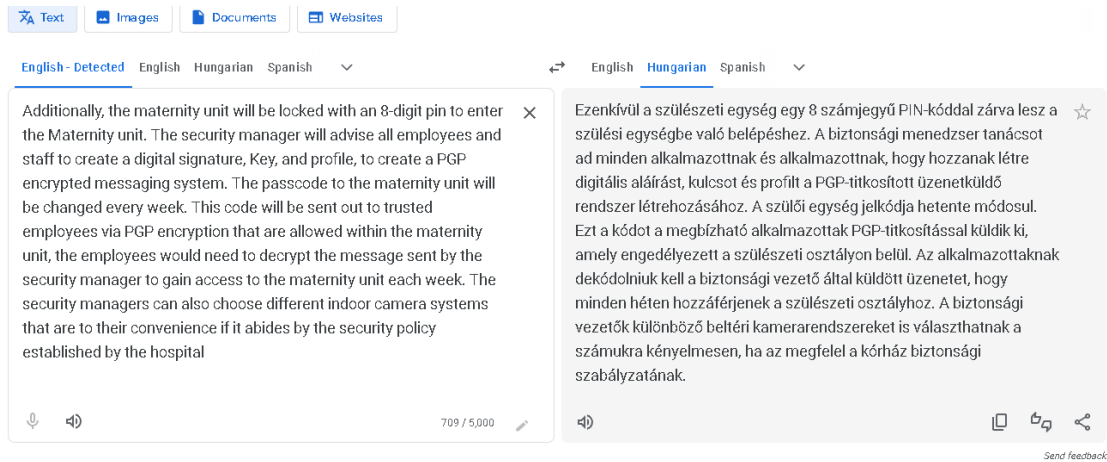 Text
Images
Documents
Websites
English - Detected English Hungarian Spanish
English Hungarian Spanish
Additionally, the maternity unit will be locked with an 8-digit pin to enter
the Maternity unit. The security manager will advise all employees and
staff to create a digital signature, Key, and profile, to create a PGP
encrypted messaging system. The passcode to the maternity unit will
be changed every week. This code will be sent out to trusted
employees via PGP encryption that are allowed within the maternity
unit, the employees would need to decrypt the message sent by the
security manager to gain access to the maternity unit each week. The
security managers can also choose different indoor camera systems
that are to their convenience if it abides by the security policy
established by the hospital
709 / 5,000
Ezenkívül a szülészeti egység egy 8 számjegyű PIN-kóddal zárva lesz a
szülési egységbe való belépéshez. A biztonsági menedzser tanácsot
ad minden alkalmazottnak és alkalmazottnak, hogy hozzanak létre
digitális aláírást, kulcsot és profilt a PGP-titkosított üzenetküldő
rendszer létrehozásához. A szülői egység jelkódja hetente módosul.
Ezt a kódot a megbízható alkalmazottak PGP-titkosítással küldik ki,
amely engedélyezett a szülészeti osztályon belül. Az alkalmazottaknak
dekódolniuk kell a biztonsági vezető által küldött üzenetet, hogy
minden héten hozzáférjenek a szülészeti osztályhoz. A biztonsági
vezetők különböző beltéri kamerarendszereket is választhatnak a
számukra kényelmesen, ha az megfelel a kórház biztonsági
szabályzatának.
Send feedback